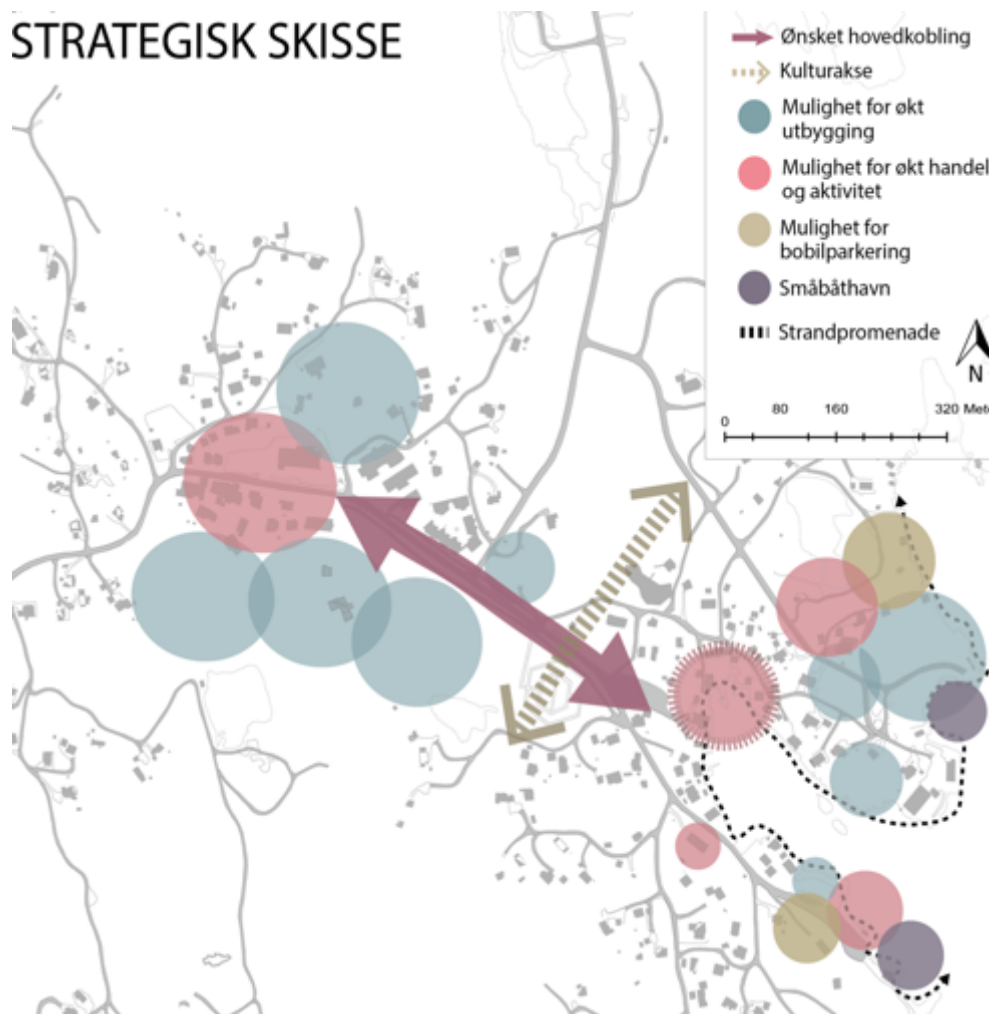 STRATEGISK SKISSE
Ønsket hovedkobling
Kulturakse
Mulighet for økt
utbygging
Mulighet for økt handel
og aktivitet
Mulighet for
bobilparkering
Småbåthavn
Strandpromenade
N
0 80 160 320 Mete